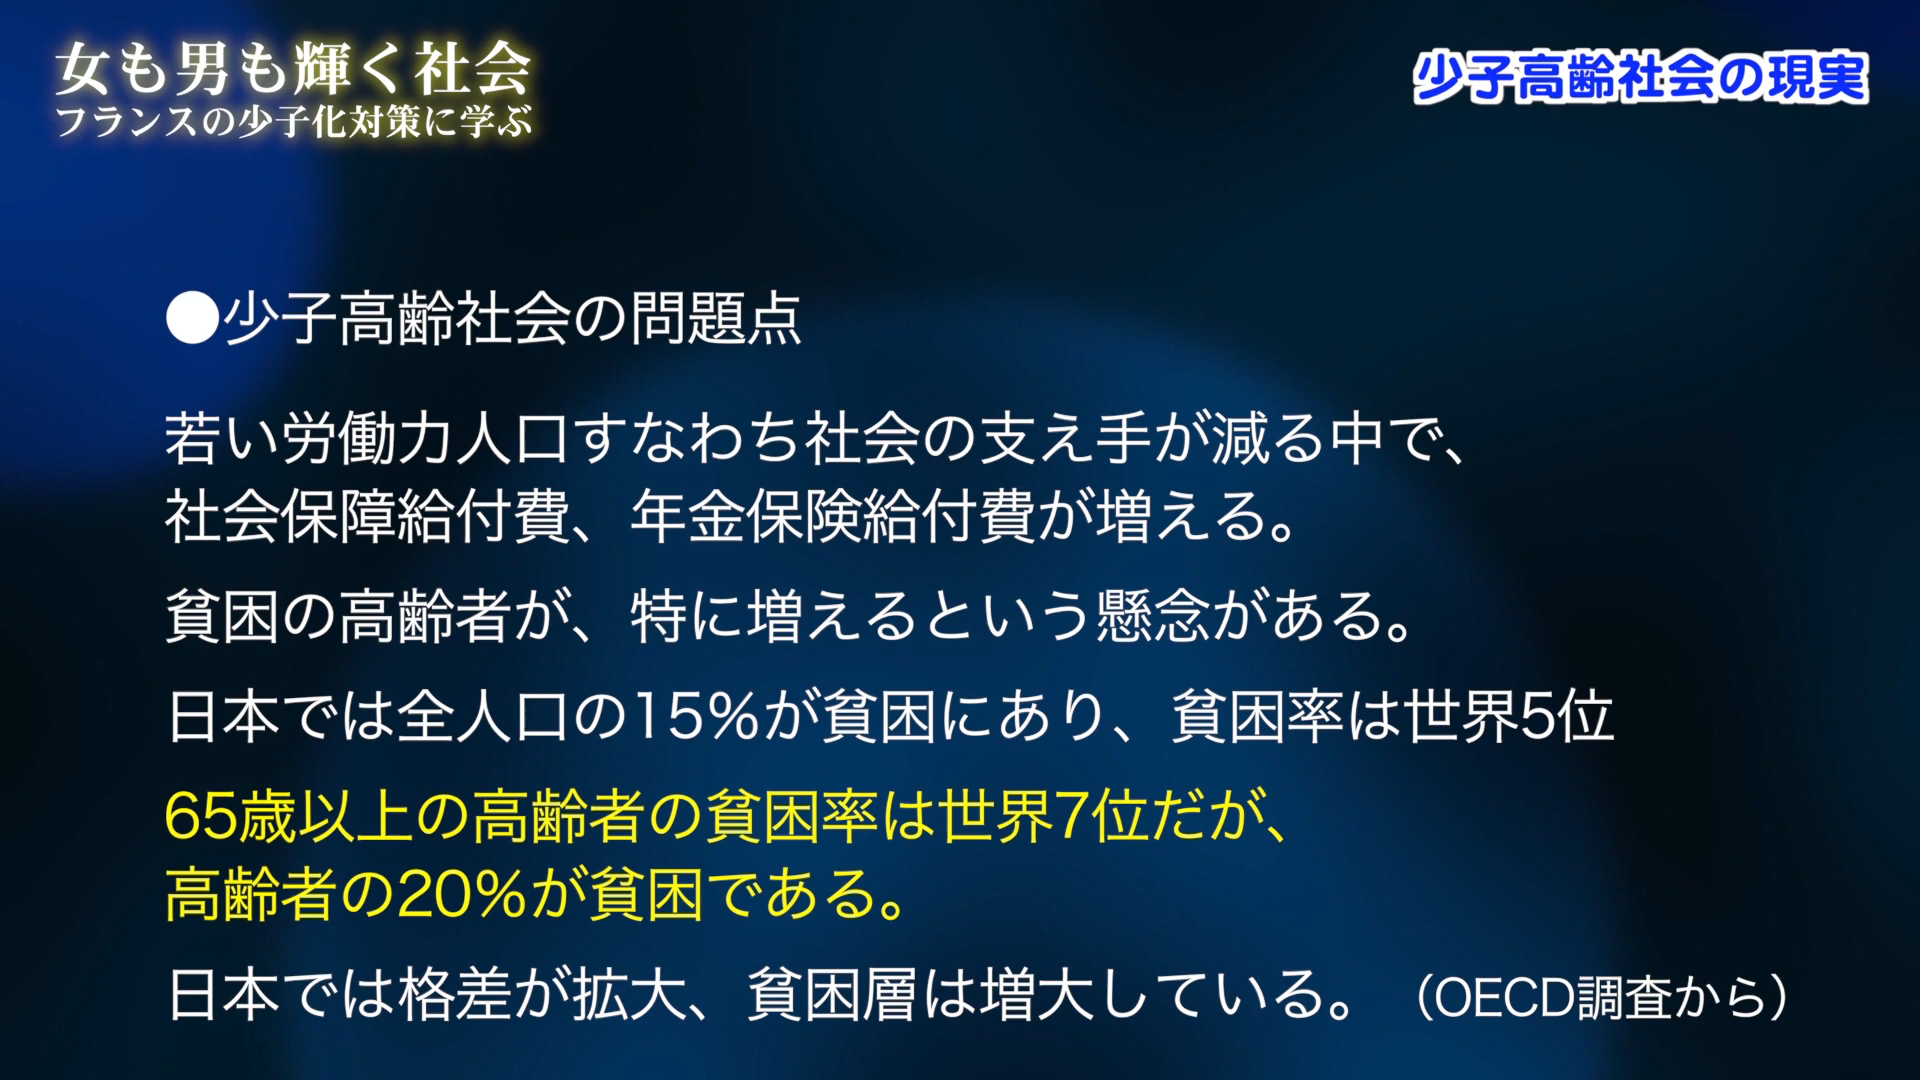 女も男も輝く社会
フランスの少子化対策に学ぶ
少子高齢社会の現実
●少子高齢社会の問題点
若い労働力人口すなわち社会の支え手が減る中で、
社会保障給付費、年金保険給付費が増える。
貧困の高齢者が、特に増えるという懸念がある。
日本では全人口の15%が貧困にあり、貧困率は世界5位
65歳以上の高齢者の貧困率は世界7位だが、
高齢者の20%が貧困である。
日本では格差が拡大、貧困層は増大している。（OECD調査から）